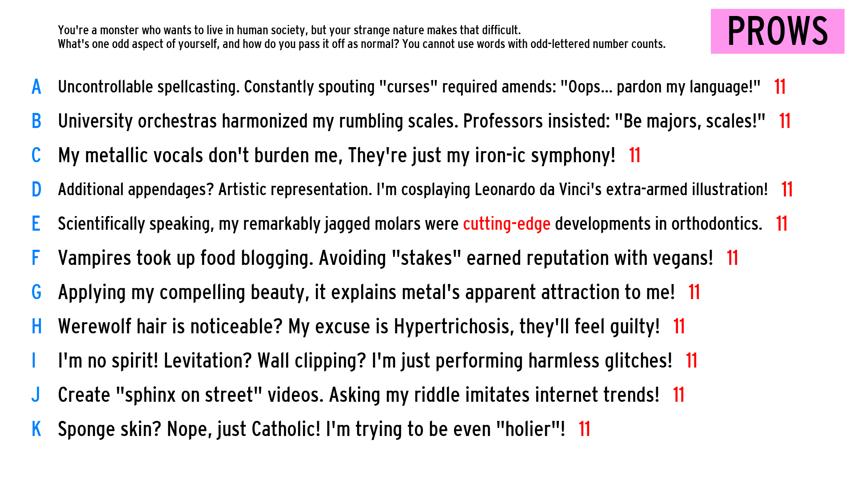 You're a monster who wants to live in human society, but your strange nature makes that difficult.
What's one odd aspect of yourself, and how do you pass it off as normal? You cannot use words with odd-lettered number counts.
PROWS
A Uncontrollable spellcasting. Constantly spouting "curses" required amends: "Oops... pardon my language!" 11
B University orchestras harmonized my rumbling scales. Professors insisted: "Be majors, scales!" 11
C My metallic vocals don't burden me, They're just my iron-ic symphony! 11
D Additional appendages? Artistic representation. I'm cosplaying Leonardo da Vinci's extra-armed illustration! 11
E Scientifically speaking, my remarkably jagged molars were cutting-edge developments in orthodontics. 11
F Vampires took up food blogging. Avoiding "stakes" earned reputation with vegans! 11
G Applying my compelling beauty, it explains metal's apparent attraction to me! 11
H Werewolf hair is noticeable? My excuse is Hypertrichosis, they'll feel guilty! 11
I I'm no spirit! Levitation? Wall clipping? I'm just performing harmless glitches! 11
J Create "sphinx on street" videos. Asking my riddle imitates internet trends! 11
K Sponge skin? Nope, just Catholic! I'm trying to be even "holier"! 11